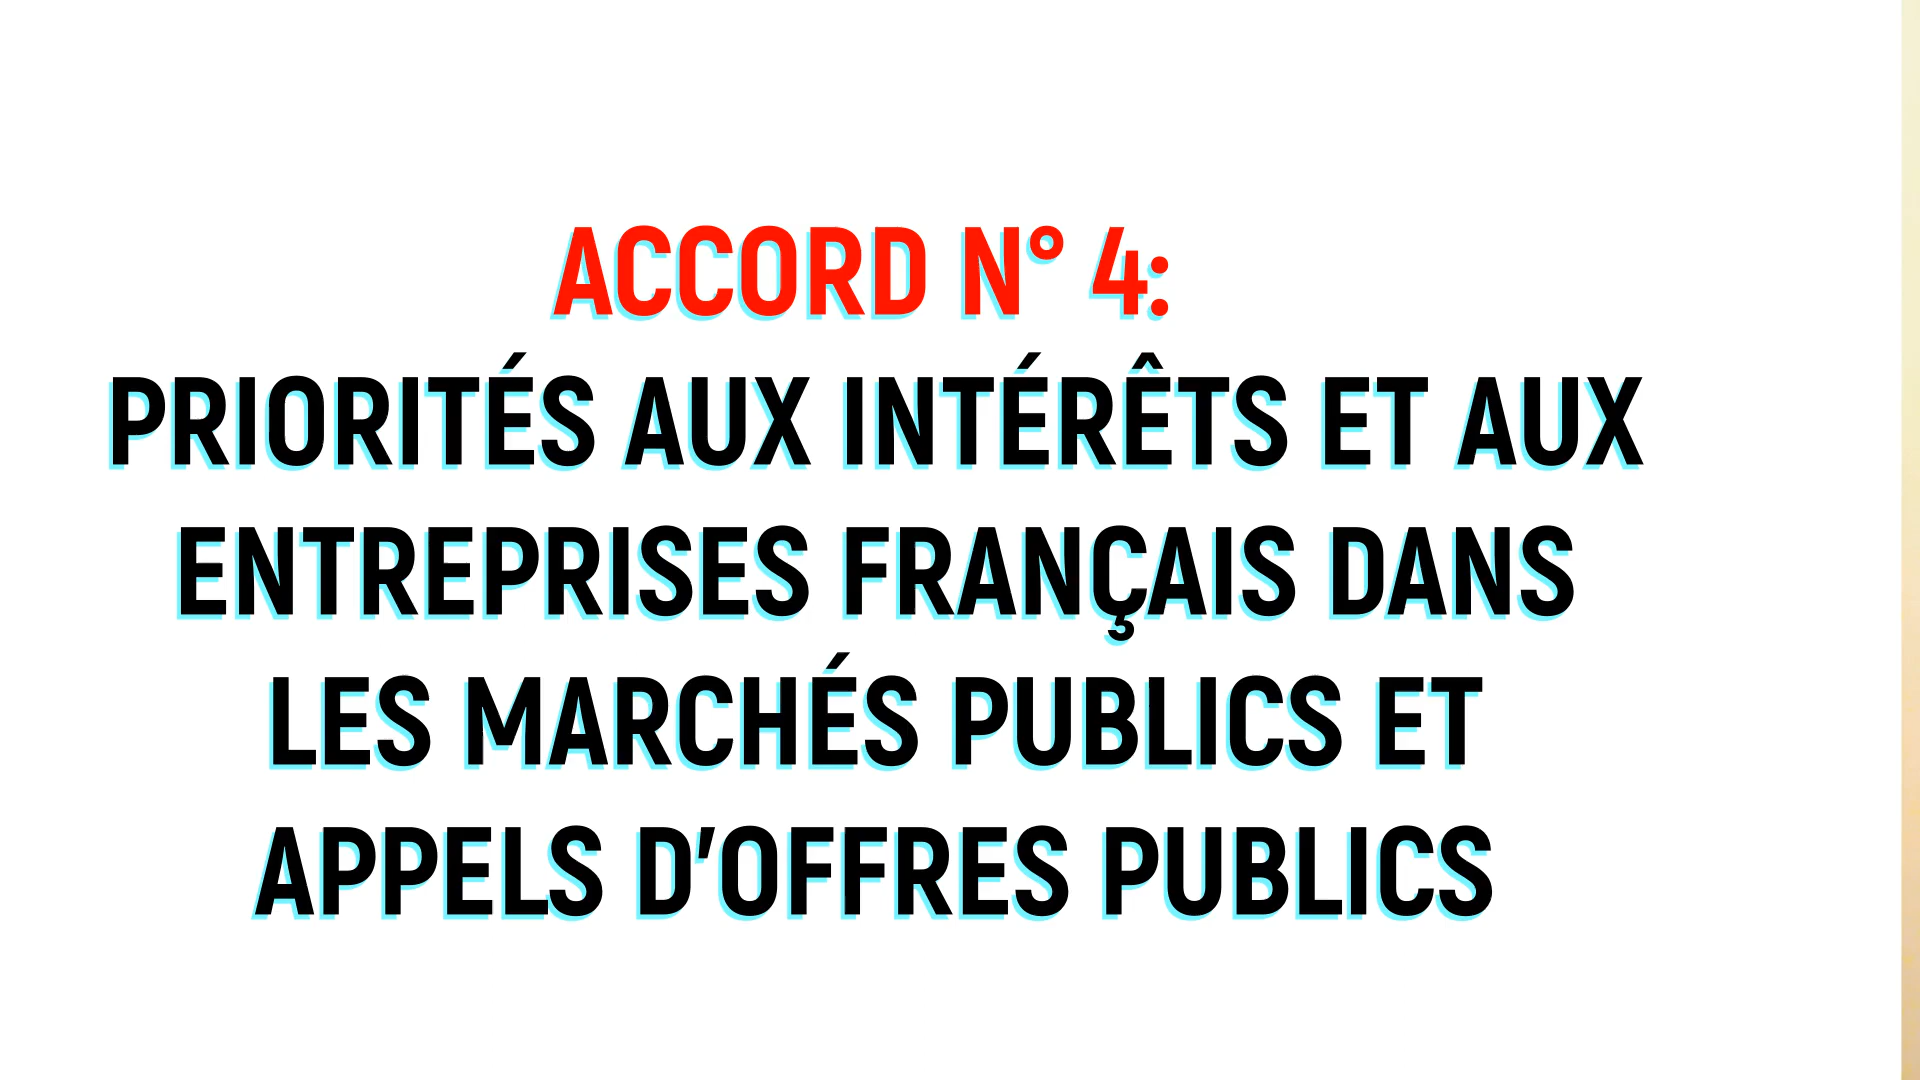 ACCORD N° 4:
PRIORITÉS AUX INTÉRÊTS ET AUX
ENTREPRISES FRANÇAIS DANS
LES MARCHÉS PUBLICS ET
APPELS D'OFFRES PUBLICS